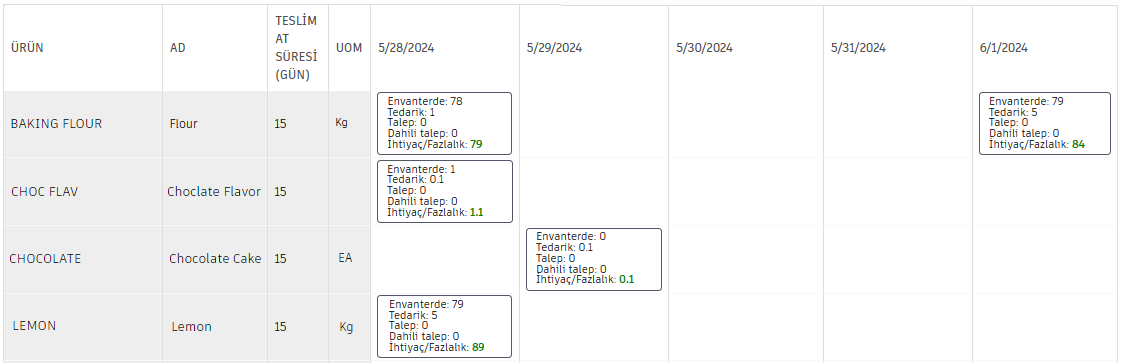 ÜRÜN AD TESLİM AT SÜRESİ (GÜN) UOM 5/28/2024 5/29/2024 5/30/2024 5/31/2024 6/1/2024
BAKING FLOUR Flour 15 Kg
Envanterde: 78
Tedarik: 1
Talep: 0
Dahili talep: 0
İhtiyaç/Fazlalık: 79
Envanterde: 79
Tedarik: 5
Talep: 0
Dahili talep: 0
İhtiyaç/Fazlalık: 84
CHOC FLAV Choclate Flavor 15
Envanterde: 1
Tedarik: 0.1
Talep: 0
Dahili talep: 0
İhtiyaç/Fazlalık: 1.1
CHOCOLATE Chocolate Cake 15 EA
Envanterde: 0
Tedarik: 0.1
Talep: 0
Dahili talep: 0
İhtiyaç/Fazlalık: 0.1
LEMON Lemon 15 Kg
Envanterde: 79
Tedarik: 5
Talep: 0
Dahili talep: 0
İhtiyaç/Fazlalık: 89